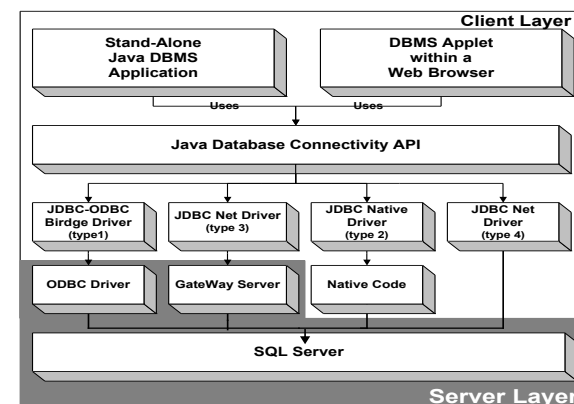 Client Layer
Stand-Alone
Java DBMS
Application
DBMS Applet
within a
Web Browser
Uses
Uses
Java Database Connectivity API
JDBC-ODBC
Birdge Driver
(type1)
JDBC Net Driver
(type 3)
JDBC Native
Driver
(type 2)
JDBC Net
Driver
(type 4)
ODBC Driver
GateWay Server
Native Code
SQL Server
Server Layer